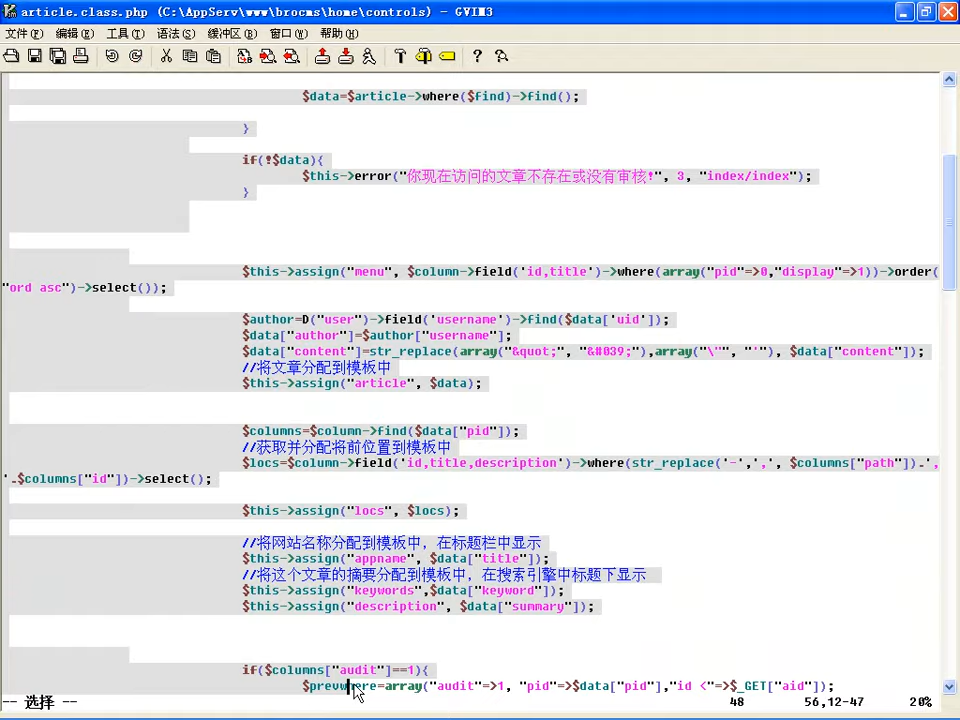 article.class.php (C:\AppServ\www\brocms\home\controls) - GVIM3
文件(F) 编辑(E) 工具(T) 语法(S) 缓冲区(B) 窗口(W) 帮助(H)
$data=$article->where($find)->find();
}
if(!$data){
$this->error("你现在访问的文章不存在或没有审核!", 3, "index/index");
}
$this->assign("menu", $column->field('id,title')->where(array("pid"=>0,"display"=>1))->order(
"ord asc")->select());
$author=D("user")->field('username')->find($data['uid']);
$data["author"]=$author["username"];
$data["content"]=str_replace(array("&quot;", "&#039;"),array("\"", "'"), $data["content"]);
//将文章分配到模板中
$this->assign("article", $data);
$columns=$column->find($data["pid"]);
//获取并分配将前位置到模板中
$locs=$column->field('id,title,description')->where(str_replace('-',',', $columns["path"]).',
'.$columns["id"])->select();
$this->assign("locs", $locs);
//将网站名称分配到模板中，在标题栏中显示
$this->assign("appname", $data["title"]);
//将这个文章的摘要分配到模板中，在搜索引擎中标题下显示
$this->assign("keywords",$data["keyword"]);
$this->assign("description", $data["summary"]);
if($columns["audit"]==1){
$prevwhere=array("audit"=>1, "pid"=>$data["pid"],"id <"=>$_GET["aid"]);
-- 选择 -- 48 56,12-47 20%